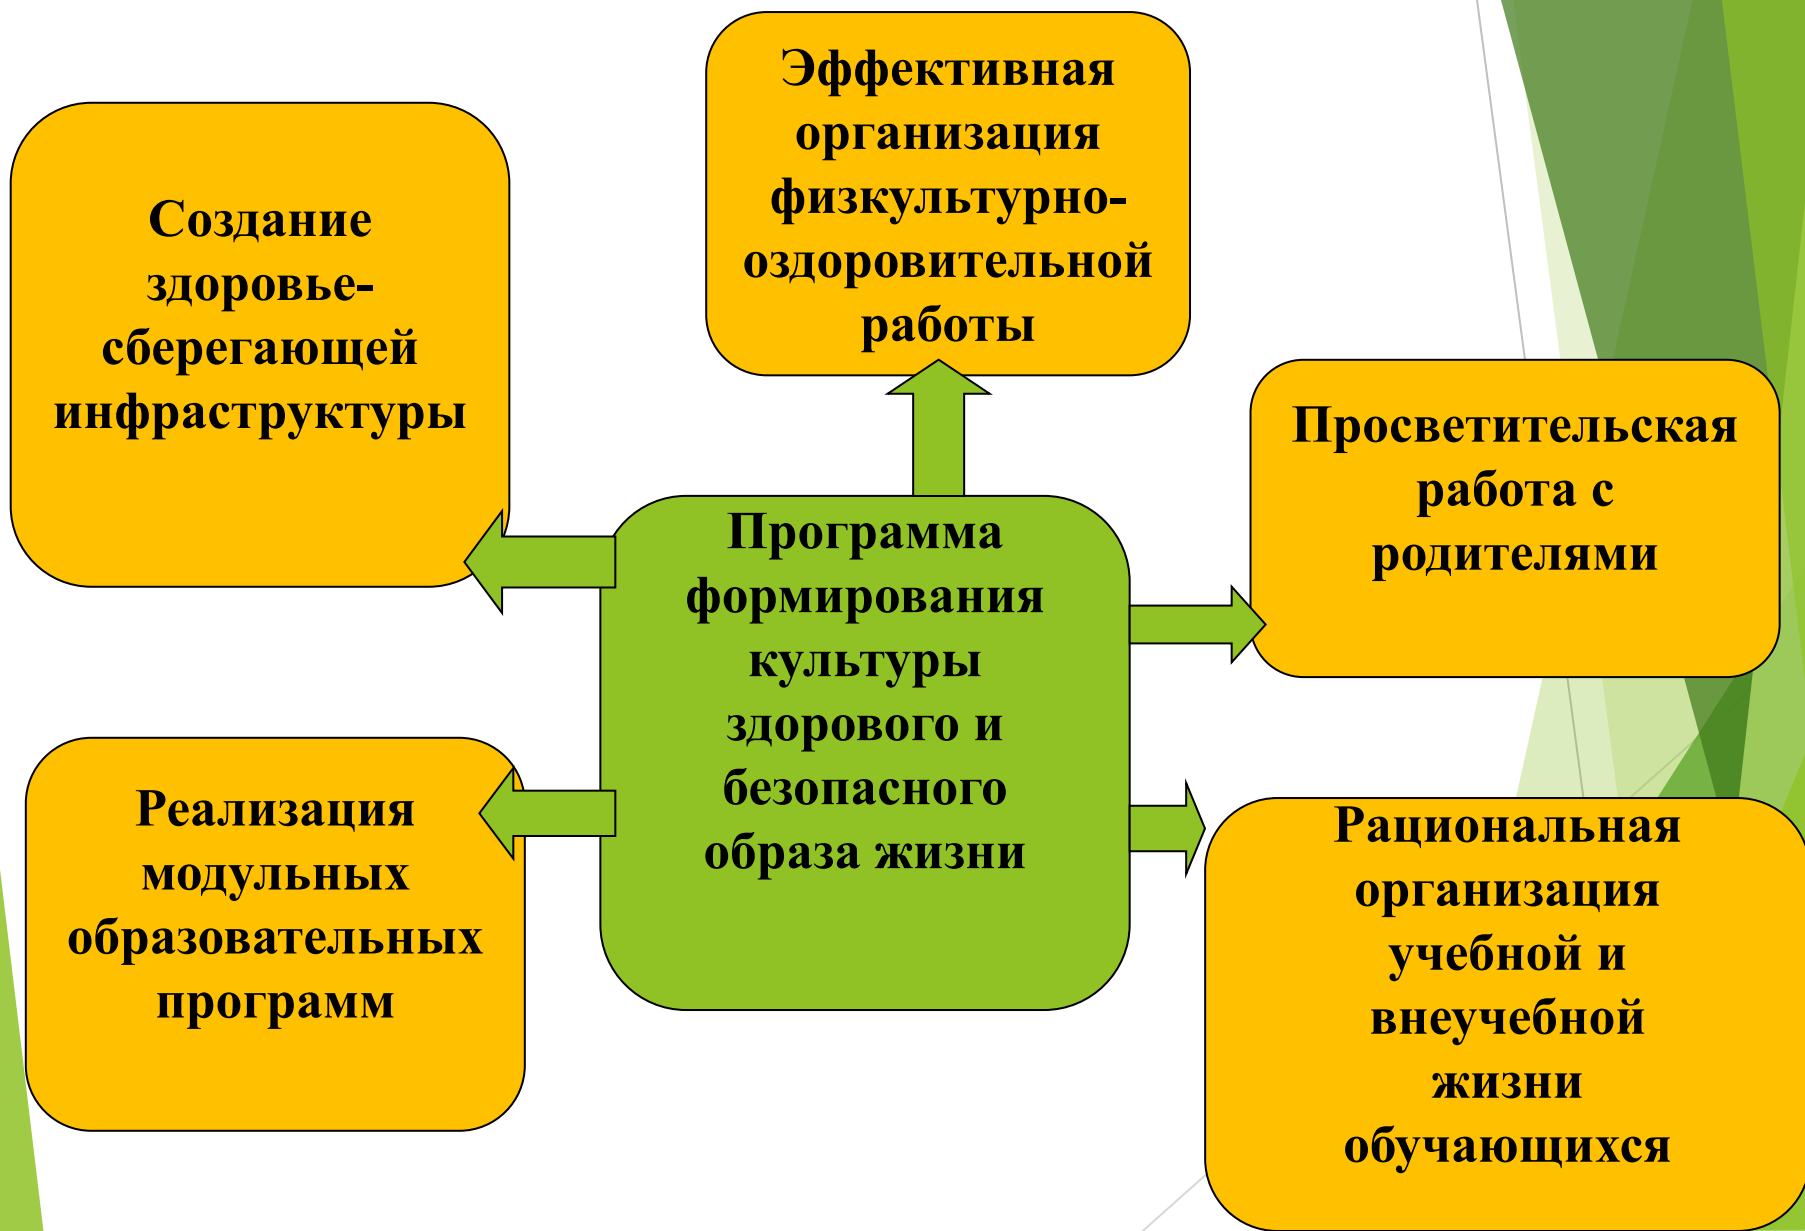 Эффективная
организация
физкультурно-
оздоровительной
работы
Создание
здоровье-
сберегающей
инфраструктуры
Просветительская
работа с
родителями
Программа
формирования
культуры
здорового и
безопасного
образа жизни
Реализация
модульных
образовательных
программ
Рациональная
организация
учебной и
внеучебной
жизни
обучающихся